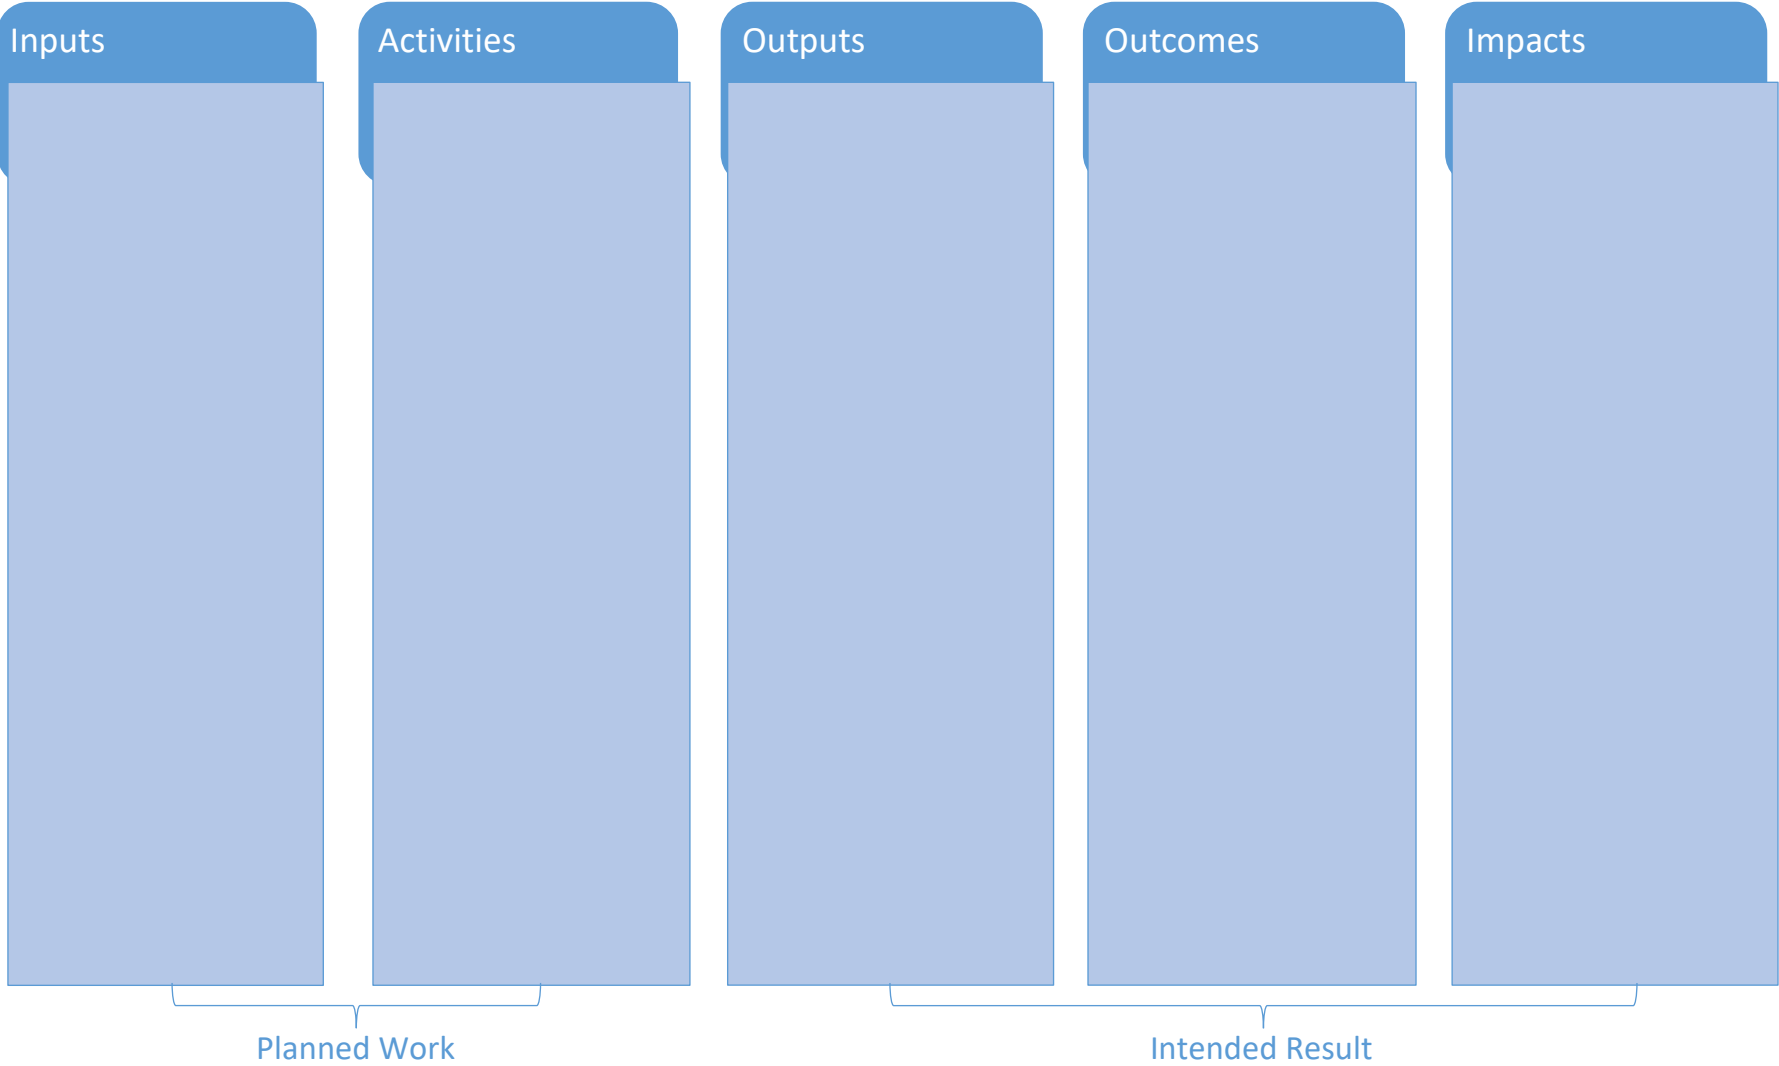 Inputs
Activities
Outputs
Outcomes
Impacts
Planned Work
Intended Result